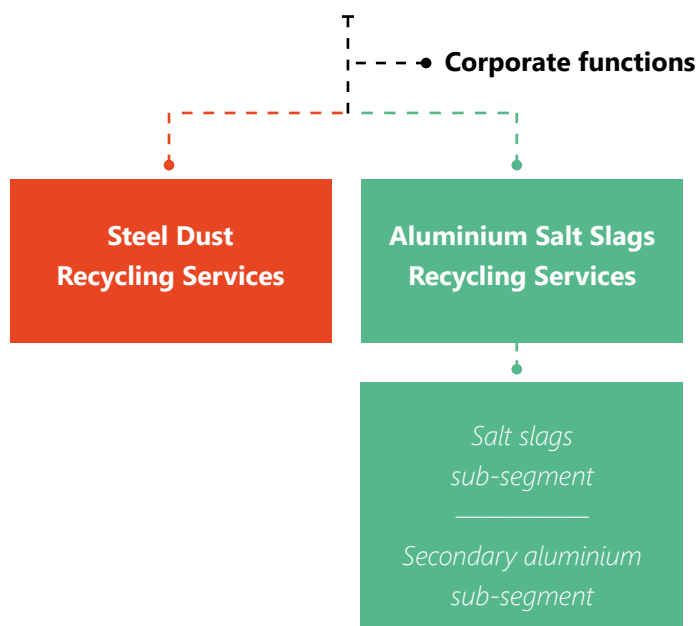 Corporate functions
Steel Dust
Recycling Services
Aluminium Salt Slags
Recycling Services
Salt slags
sub-segment
Secondary aluminium
sub-segment